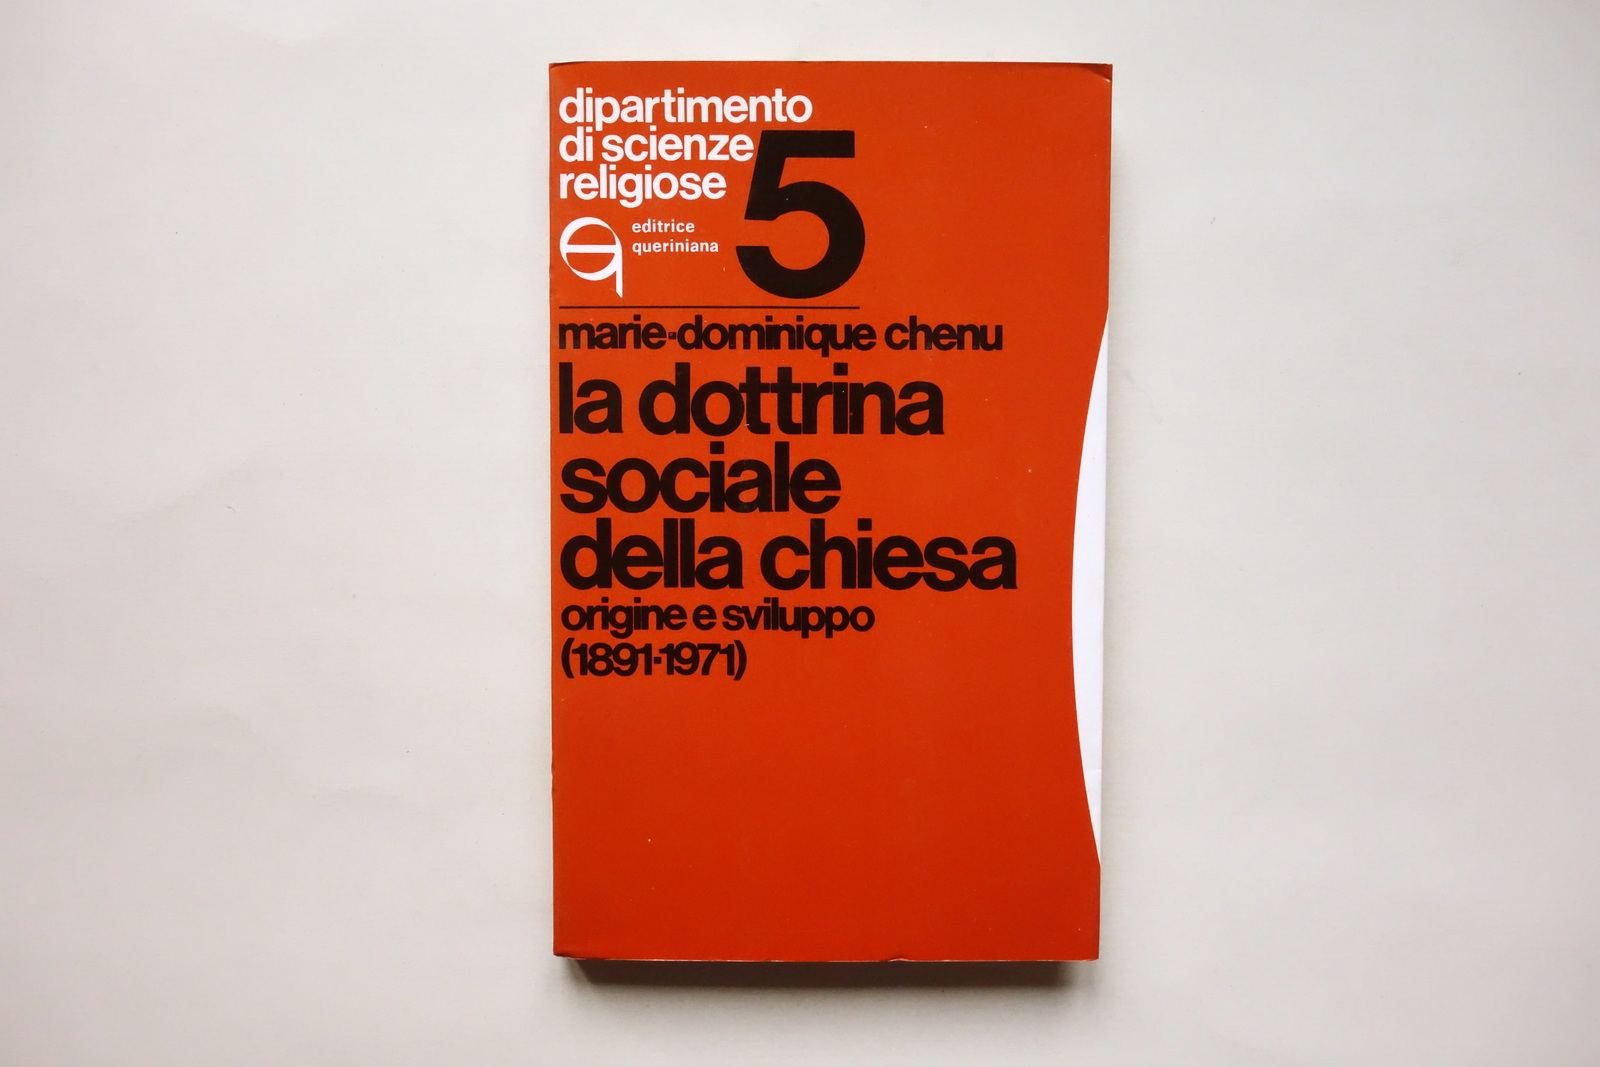 dipartimento
di scienze
religiose
5
editrice
queriniana
marie-dominique chenu
la dottrina
sociale
della chiesa
origine e sviluppo
(1891-1971)